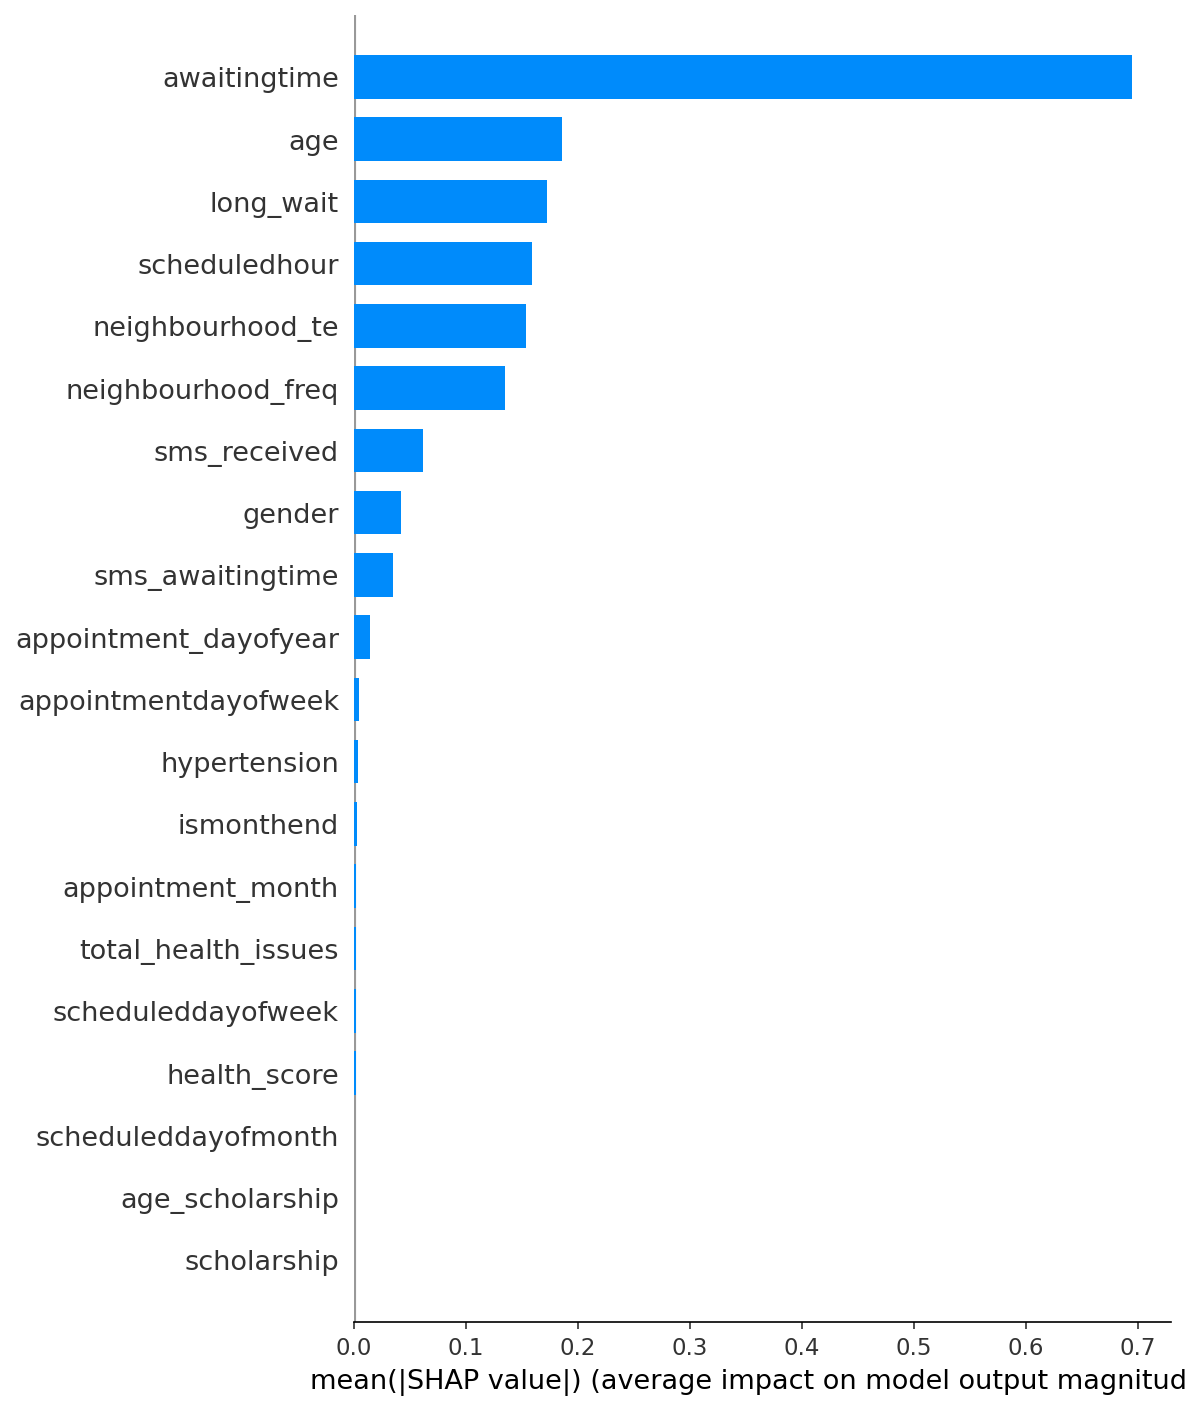 awaitingtime
age
long_wait
scheduledhour
neighbourhood_te
neighbourhood_freq
sms_received
gender
sms_awaitingtime
appointment_dayofyear
appointmentdayofweek
hypertension
ismonthend
appointment_month
total_health_issues
scheduleddayofweek
health_score
scheduleddayofmonth
age_scholarship
scholarship
0.0 0.1 0.2 0.3 0.4 0.5 0.6 0.7
mean(|SHAP value|) (average impact on model output magnitud